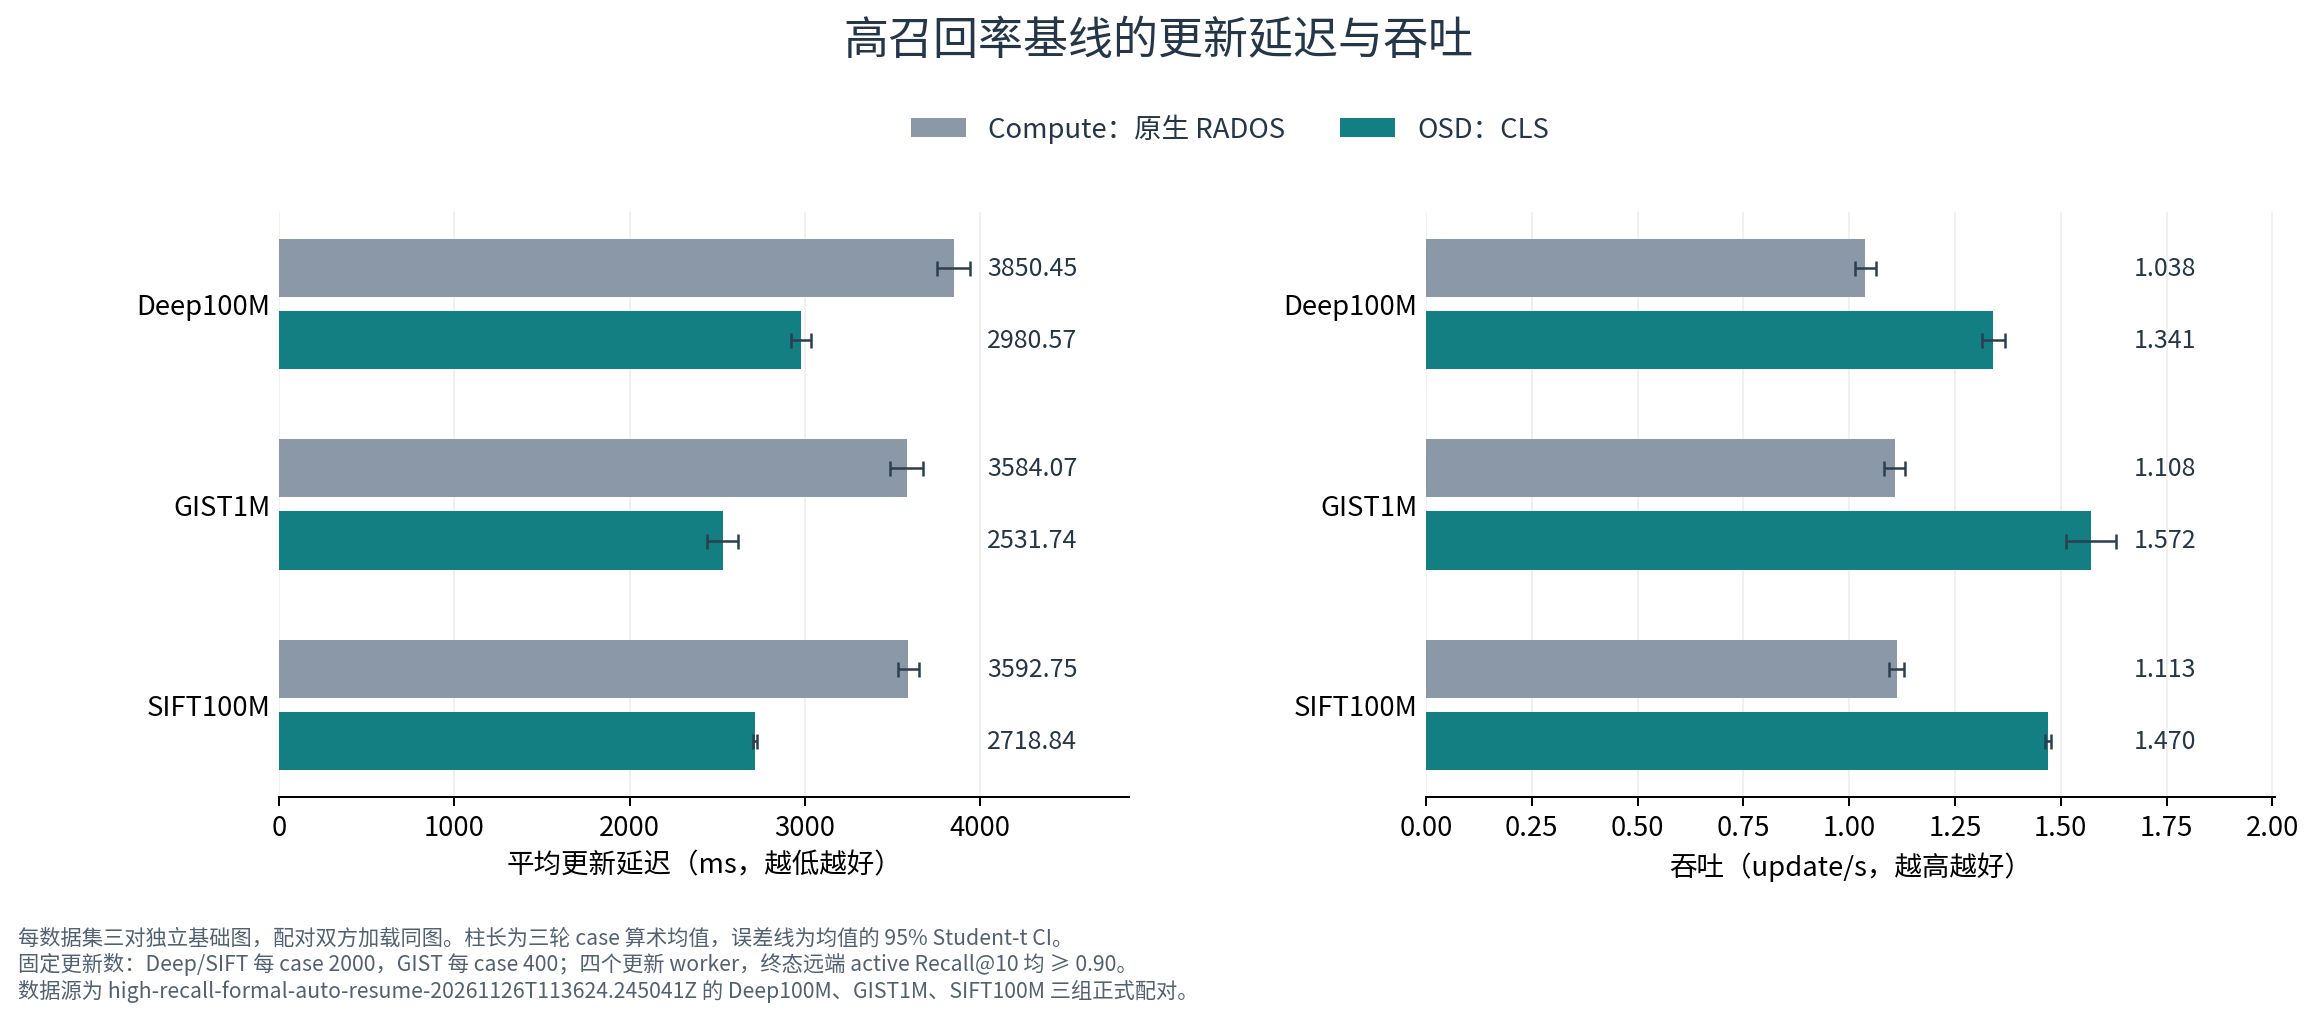 高召回率基线的更新延迟与吞吐
Compute：原生 RADOS
OSD：CLS
Deep100M
3850.45
2980.57
GIST1M
3584.07
2531.74
SIFT100M
3592.75
2718.84
0 1000 2000 3000 4000
平均更新延迟（ms，越低越好）
Deep100M
1.038
1.341
GIST1M
1.108
1.572
SIFT100M
1.113
1.470
0.00 0.25 0.50 0.75 1.00 1.25 1.50 1.75 2.00
吞吐（update/s，越高越好）
每数据集三对独立基础图，配对双方加载同图。柱长为三轮 case 算术均值，误差线为均值的 95% Student-t CI。
固定更新数：Deep/SIFT 每 case 2000，GIST 每 case 400；四个更新 worker，终态远端 active Recall@10 均 ≥ 0.90。
数据源为 high-recall-formal-auto-resume-20261126T113624.245041Z 的 Deep100M、GIST1M、SIFT100M 三组正式配对。